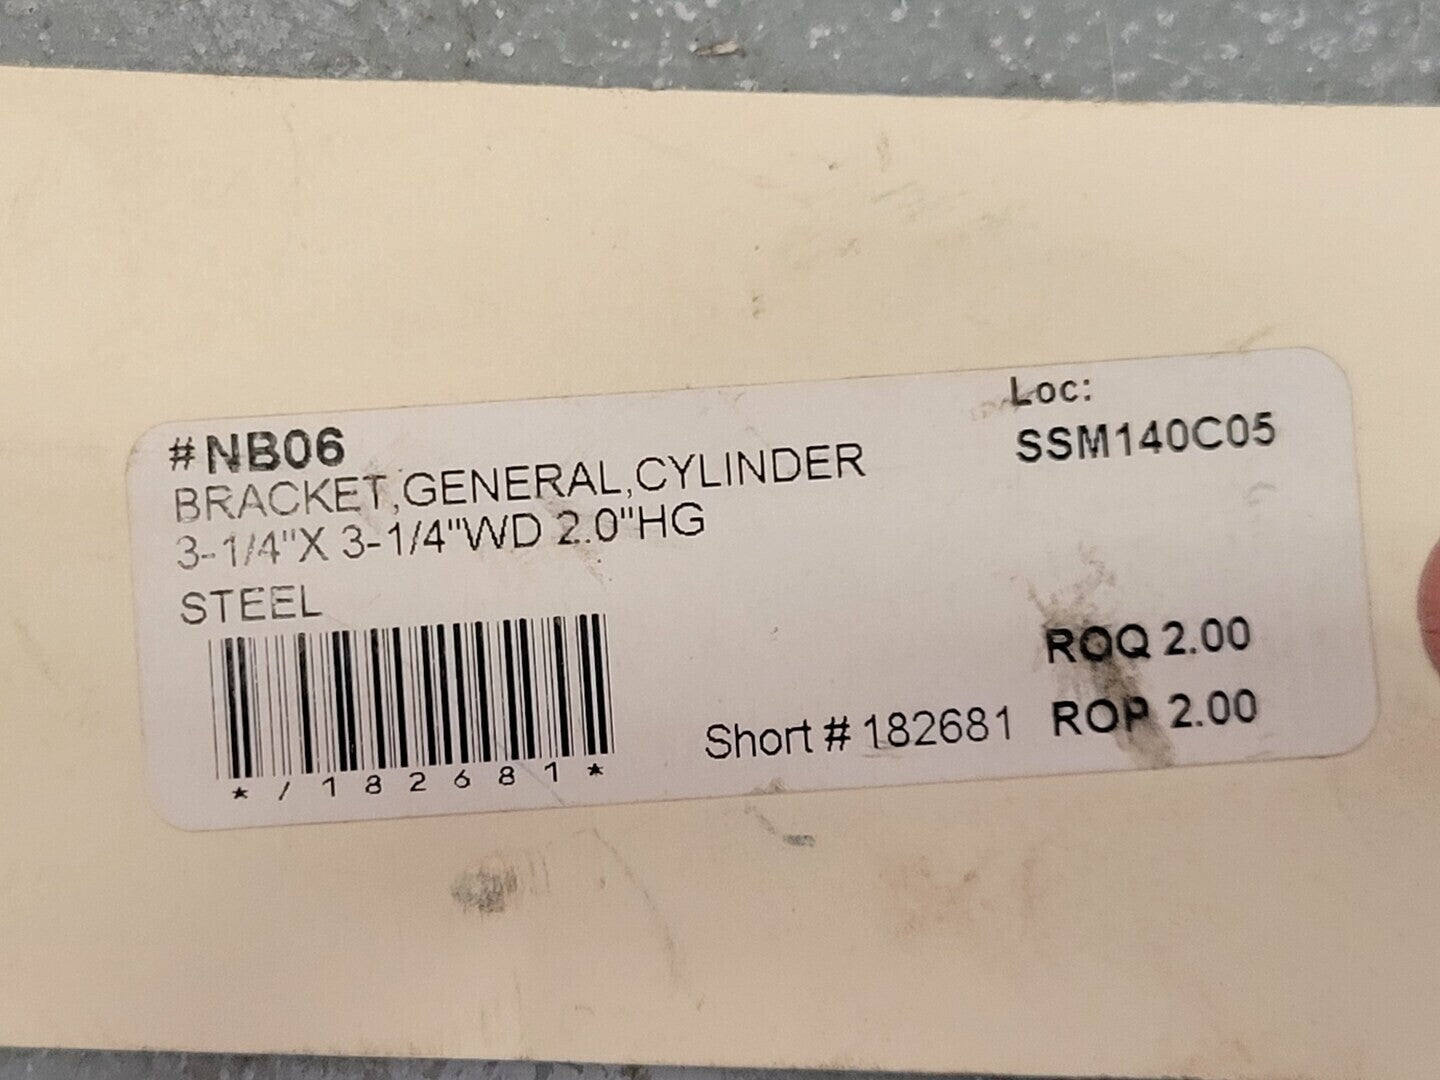 #NB06
BRACKET,GENERAL,CYLINDER
3-1/4"X 3-1/4"WD 2.0"HG
STEEL
*/182681*
Loc:
SSM140C05
ROQ 2.00
Short # 182681 ROP 2.00